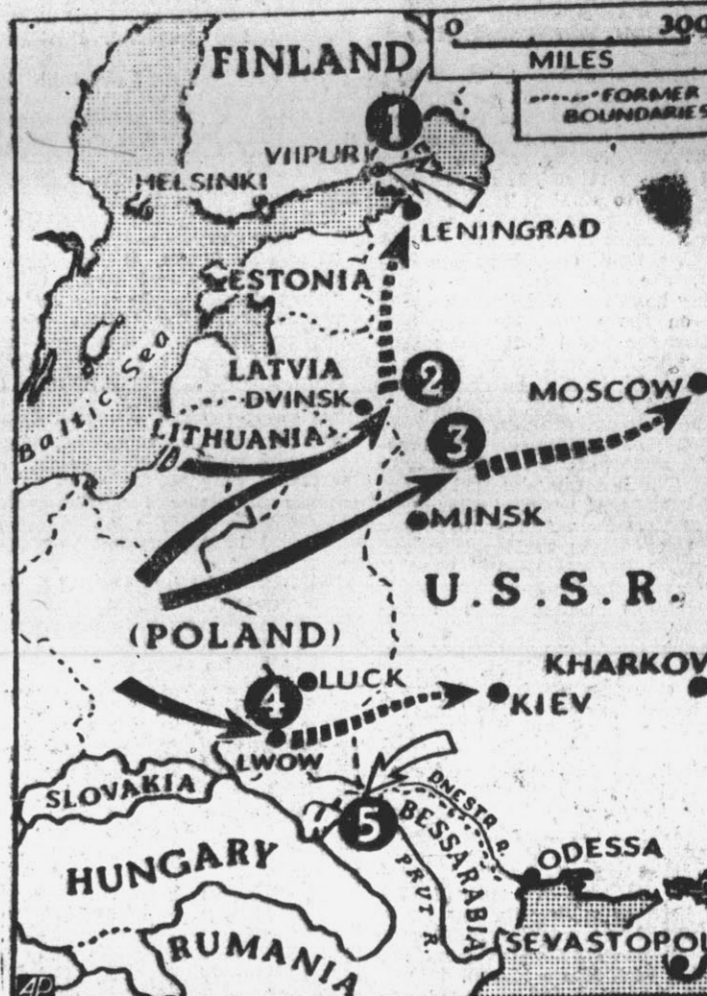 0 300
MILES
FORMER
BOUNDARIES
FINLAND
1
VIIPURI
HELSINKI
LENINGRAD
ESTONIA
LATVIA
DVINSK
2
MOSCOW
Baltic Sea
LITHUANIA
3
MINSK
U.S.S.R.
(POLAND)
LUCK
4
KHARKOV
KIEV
LWOW
SLOVAKIA
5
DNESTR R.
BESSARABIA
PRUT R.
HUNGARY
ODESSA
RUMANIA
SEVASTOPOL
AP